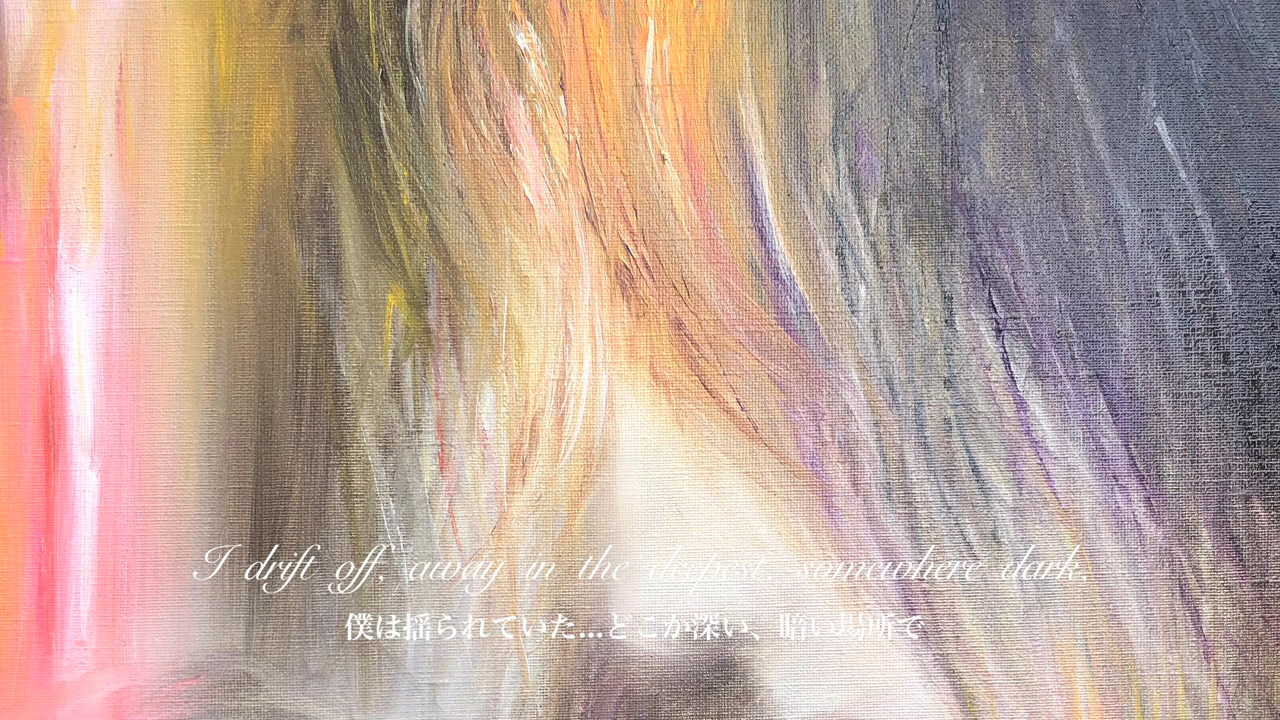 I drift off, away in the deepest, somewhere dark.
僕は揺られていた…どこか深い、暗い場所で